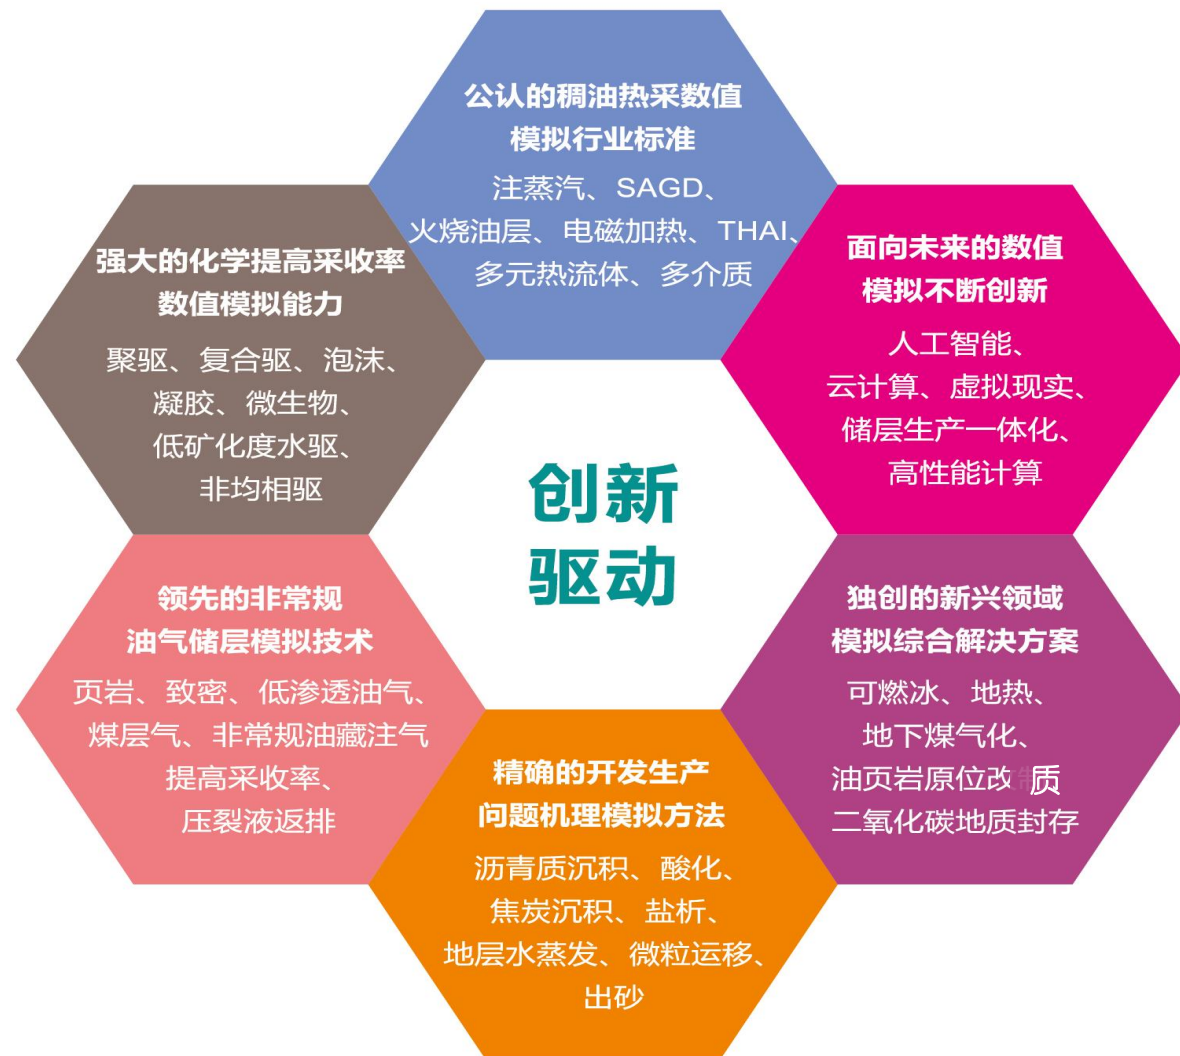 公认的稠油热采数值
模拟行业标准
注蒸汽、SAGD、
火烧油层、电磁加热、THAI、
多元热流体、多介质
强大的化学提高采收率
数值模拟能力
聚驱、复合驱、泡沫、
凝胶、微生物、
低矿化度水驱、
非均相驱
面向未来的数值
模拟不断创新
人工智能、
云计算、虚拟现实、
储层生产一体化、
高性能计算
创新
驱动
领先的非常规
油气储层模拟技术
页岩、致密、低渗透油气、
煤层气、非常规油藏注气
提高采收率、
压裂液返排
独创的新兴领域
模拟综合解决方案
可燃冰、地热、
地下煤气化、
油页岩原位改 质
二氧化碳地质封存
精确的开发生产
问题机理模拟方法
沥青质沉积、酸化、
焦炭沉积、盐析、
地层水蒸发、微粒运移、
出砂